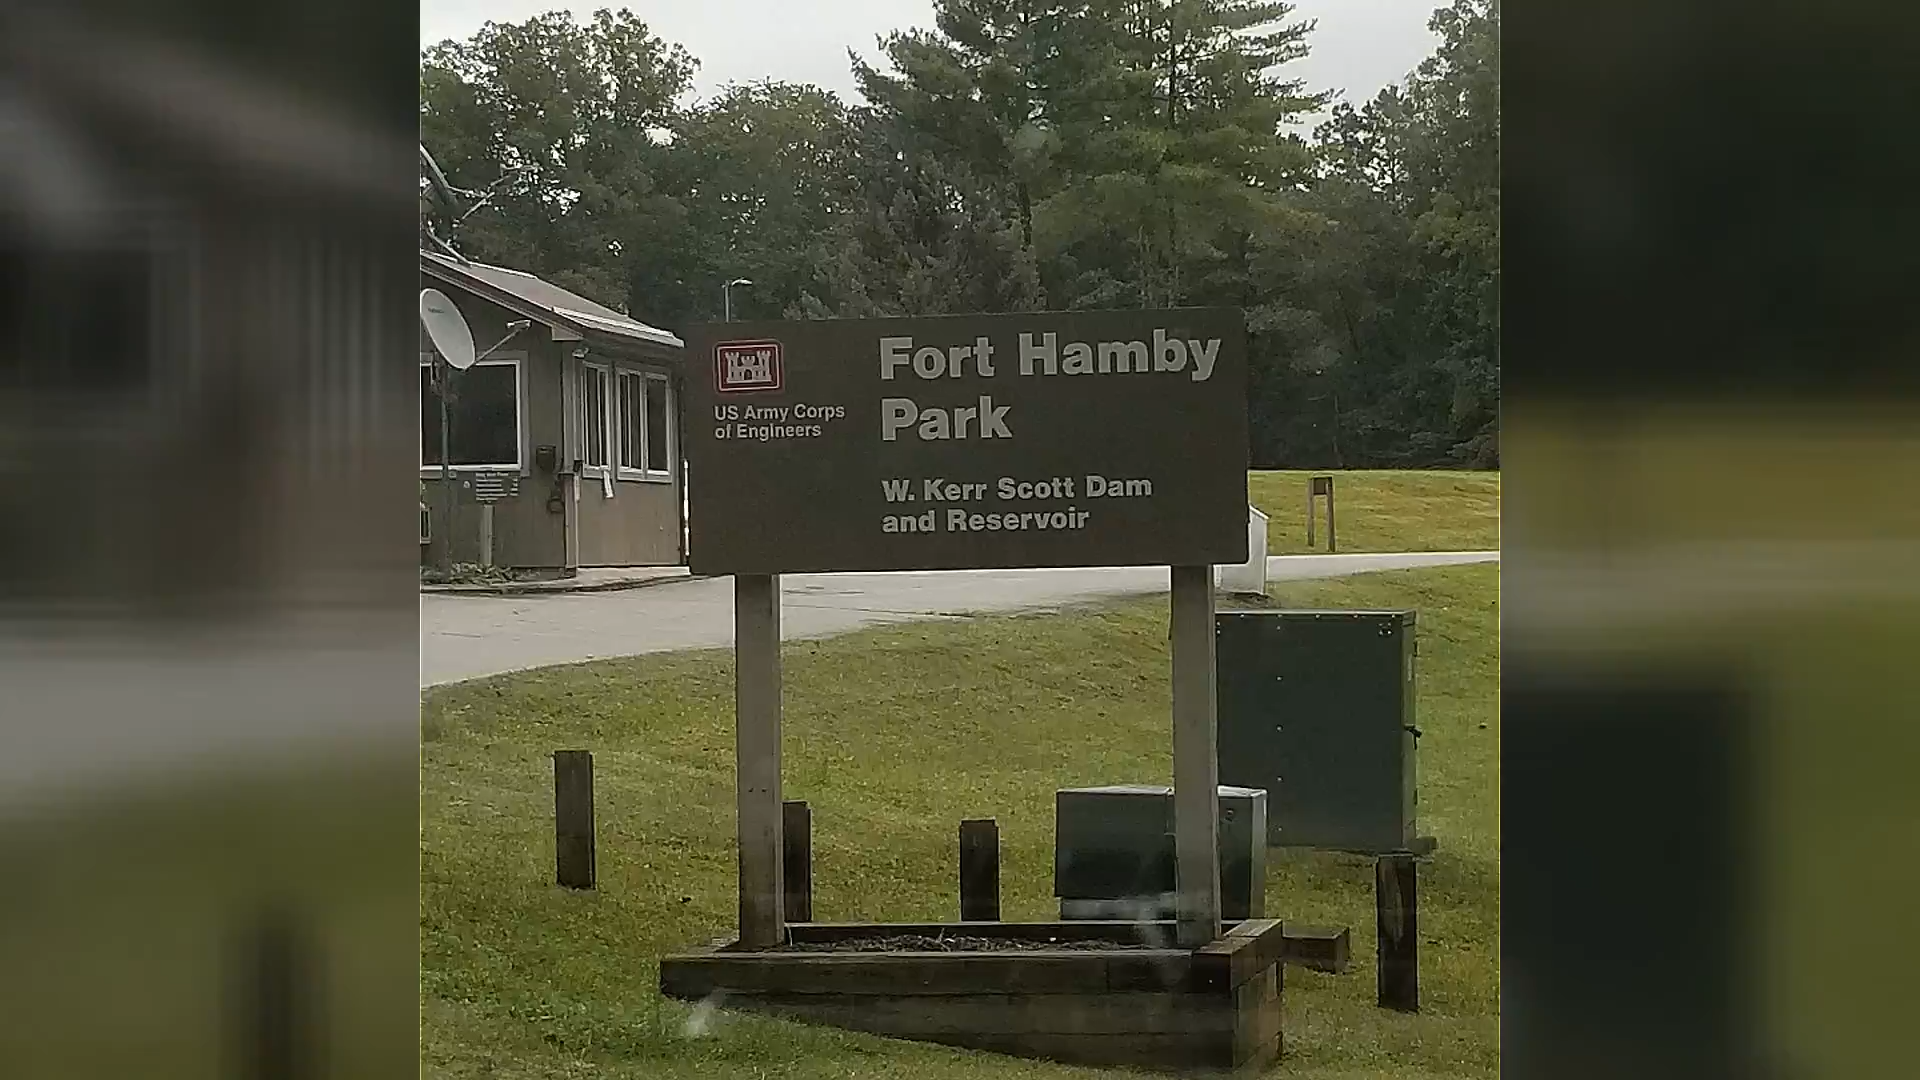 US Army Corps
of Engineers
Fort Hamby
Park
W. Kerr Scott Dam
and Reservoir